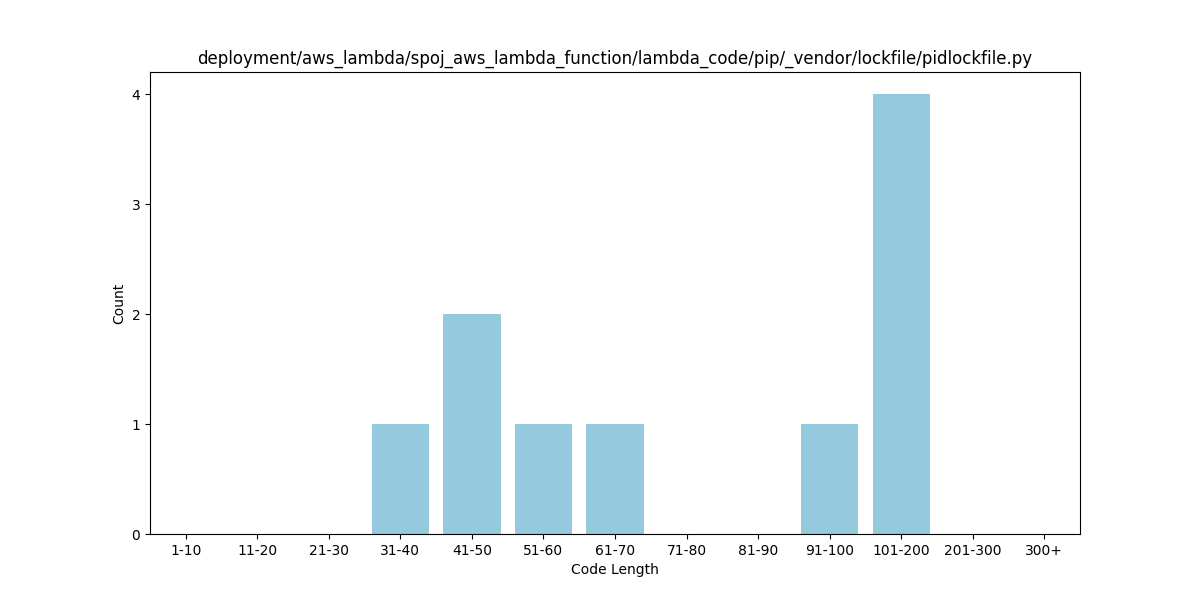 deployment/aws_lambda/spoj_aws_lambda_function/lambda_code/pip/_vendor/lockfile/pidlockfile.py
4
3
2
1
0
Count
1-10 11-20 21-30 31-40 41-50 51-60 61-70 71-80 81-90 91-100 101-200 201-300 300+
Code Length